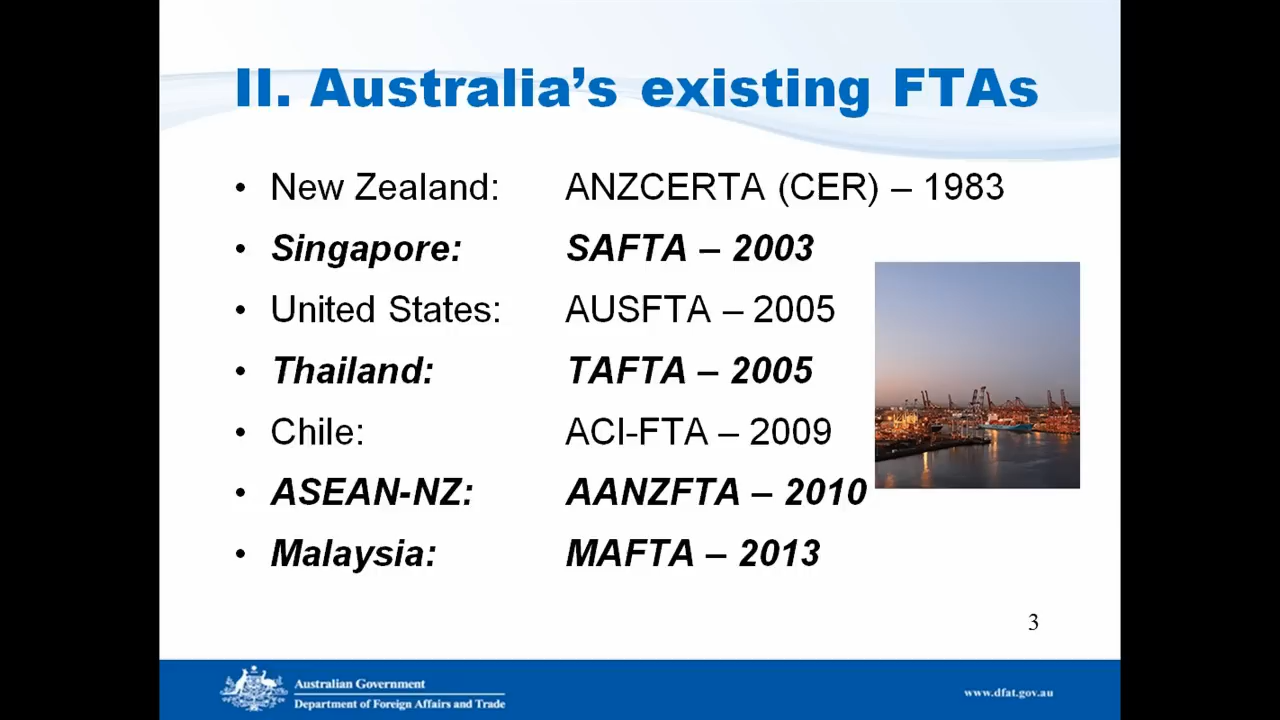 II. Australia's existing FTAs
• New Zealand: ANZCERTA (CER) – 1983
• Singapore: SAFTA – 2003
• United States: AUSFTA – 2005
• Thailand: TAFTA – 2005
• Chile: ACI-FTA – 2009
• ASEAN-NZ: AANZFTA – 2010
• Malaysia: MAFTA – 2013
3
Australian Government
Department of Foreign Affairs and Trade
www.dfat.gov.au